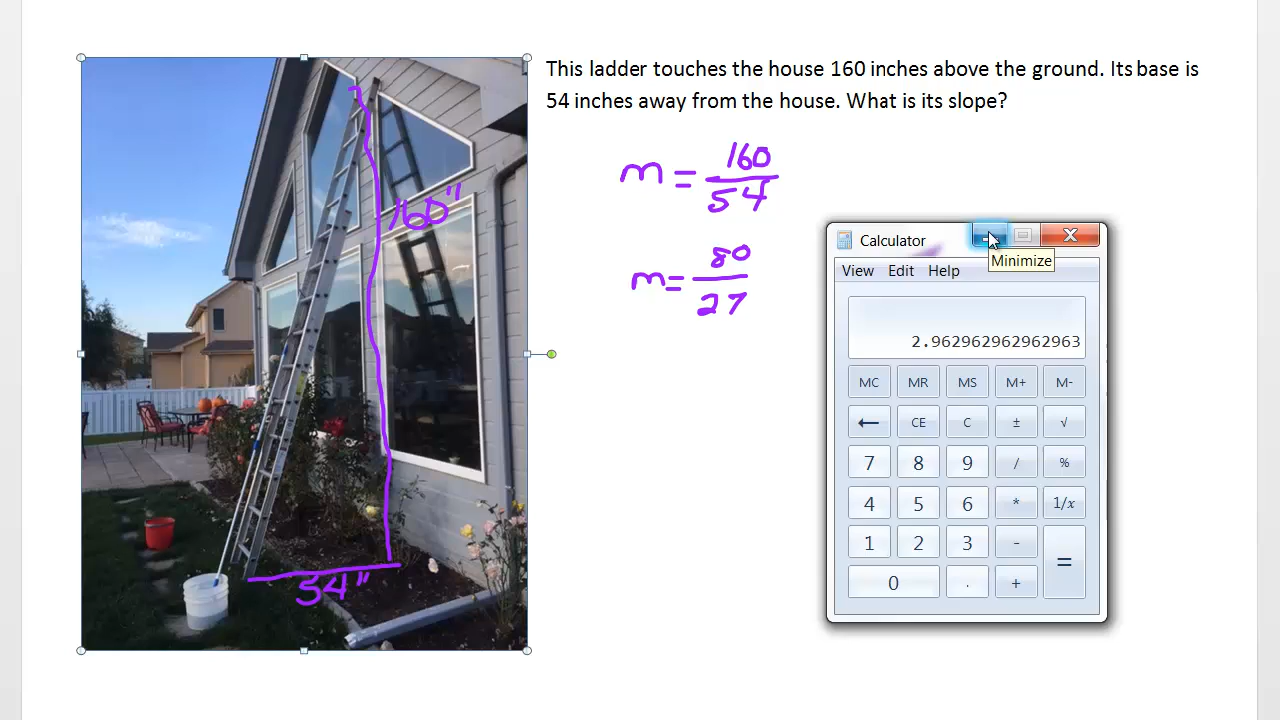 This ladder touches the house 160 inches above the ground. Its base is
54 inches away from the house. What is its slope?
160"
54"
m = 160
54
m = 80
27
Calculator
Minimize
View Edit Help
2.962962962962963
MC MR MS M+ M-
← CE C ± √
7 8 9 / %
4 5 6 * 1/x
1 2 3 - =
0 . +